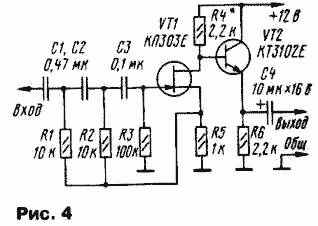 VT1
R4*
2,2 к
+12 В
C1, C2
0,47 мк
C3
0,1 мк
КП303Е
VT2
КТ3102Е
C4
10 мк × 16 В
Вход
+
Выход
R1
10 к
R2
10 к
R3
100к
R5
1 к
R6
2,2 к
Общ
Рис. 4